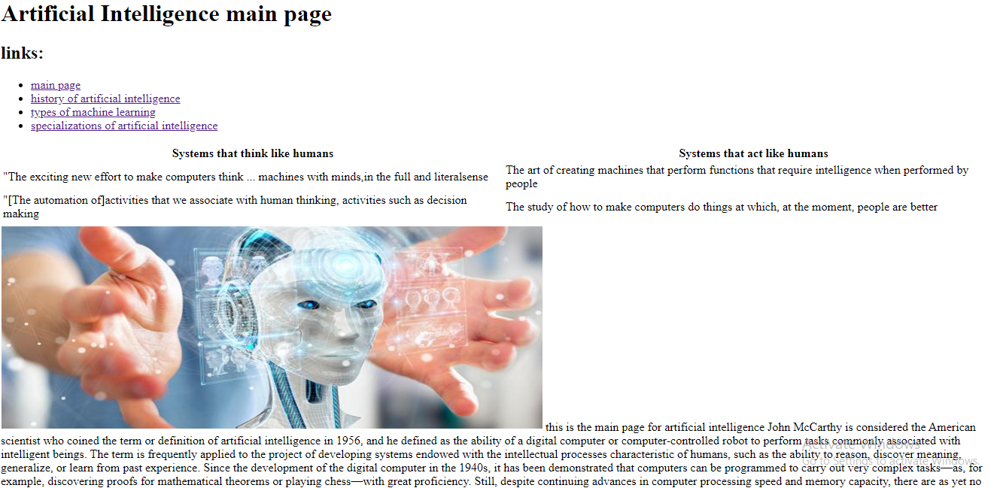 Artificial Intelligence main page
links:
main page
history of artificial intelligence
types of machine learning
specializations of artificial intelligence
Systems that think like humans
"The exciting new effort to make computers think ... machines with minds,in the full and literalsense
"[The automation of]activities that we associate with human thinking, activities such as decision
making
Systems that act like humans
The art of creating machines that perform functions that require intelligence when performed by
people
The study of how to make computers do things at which, at the moment, people are better
this is the main page for artificial intelligence John McCarthy is considered the American
scientist who coined the term or definition of artificial intelligence in 1956, and he defined as the ability of a digital computer or computer-controlled robot to perform tasks commonly associated with
intelligent beings. The term is frequently applied to the project of developing systems endowed with the intellectual processes characteristic of humans, such as the ability to reason, discover meaning,
generalize, or learn from past experience. Since the development of the digital computer in the 1940s, it has been demonstrated that computers can be programmed to carry out very complex tasks—as, for
example, discovering proofs for mathematical theorems or playing chess—with great proficiency. Still, despite continuing advances in computer processing speed and memory capacity, there are as yet no
Activate Windows
Go to Settings to activate Windows.